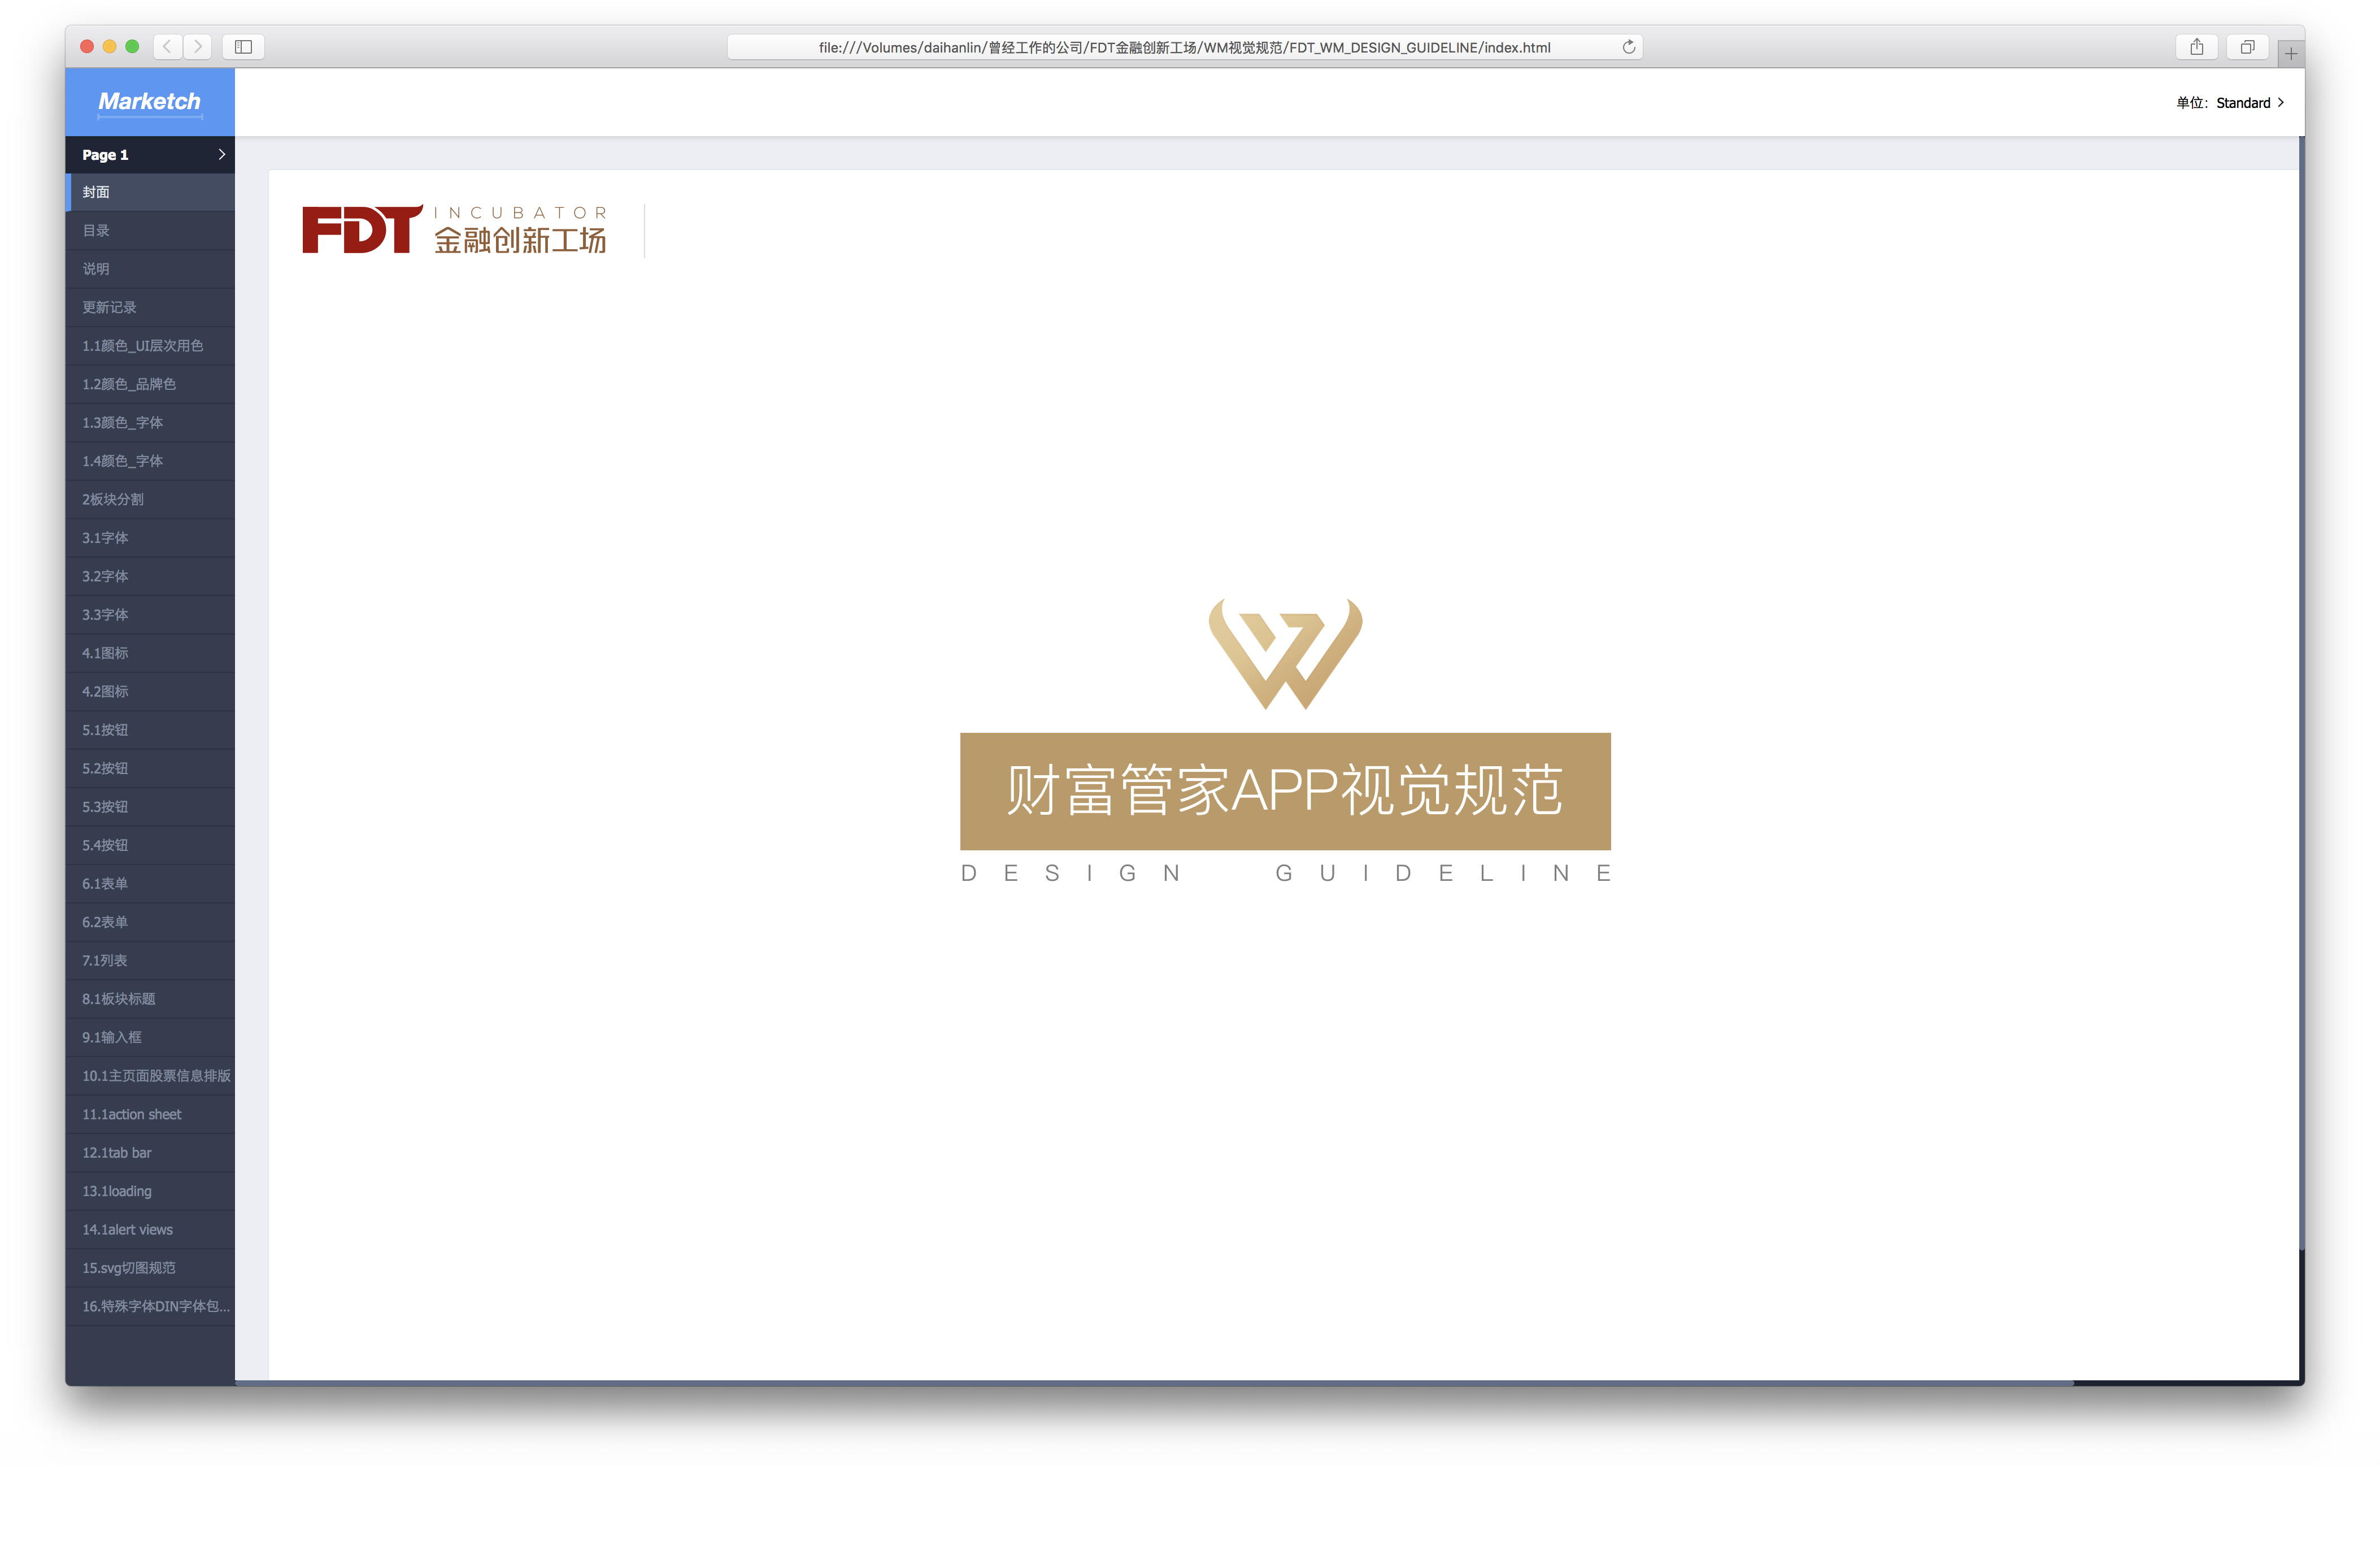 file:///Volumes/daihanlin/曾经工作的公司/FDT金融创新工场/WM视觉规范/FDT_WM_DESIGN_GUIDELINE/index.html
Marketch
单位：Standard
Page 1
封面
目录
说明
更新记录
1.1颜色_UI层次用色
1.2颜色_品牌色
1.3颜色_字体
1.4颜色_字体
2板块分割
3.1字体
3.2字体
3.3字体
4.1图标
4.2图标
5.1按钮
5.2按钮
5.3按钮
5.4按钮
6.1表单
6.2表单
7.1列表
8.1板块标题
9.1输入框
10.1主页面股票信息排版
11.1action sheet
12.1tab bar
13.1loading
14.1alert views
15.svg切图规范
16.特殊字体DIN字体包...
FDT
INCUBATOR
金融创新工场
财富管家APP视觉规范
DESIGN GUIDELINE